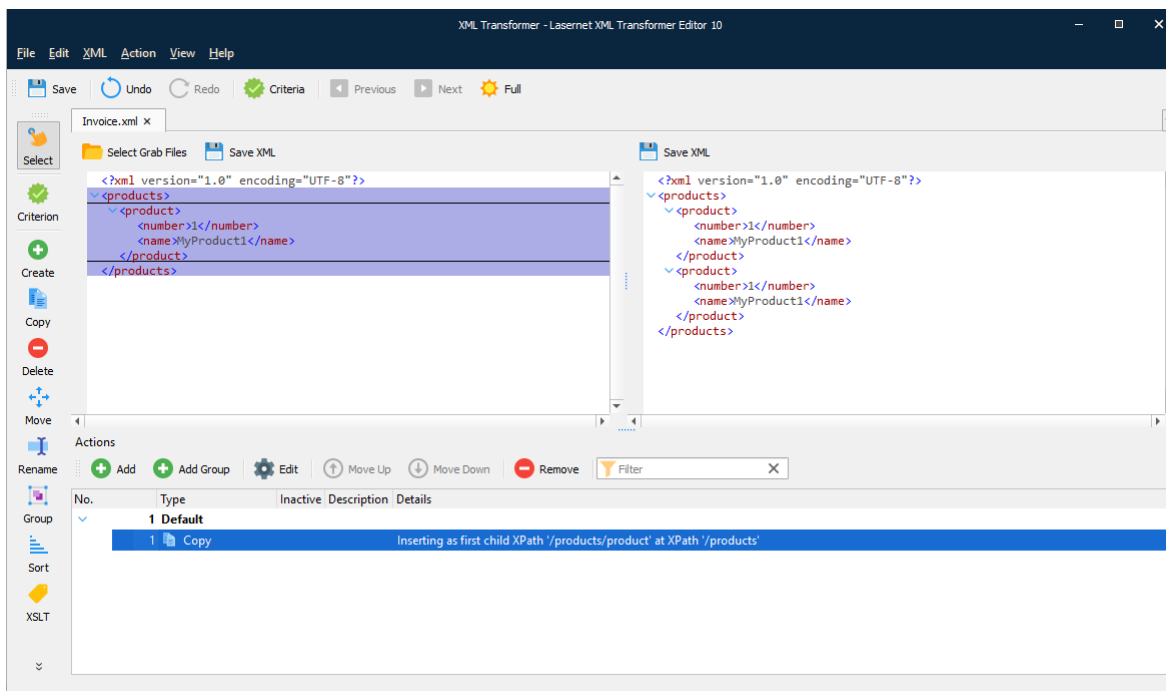 XML Transformer - Lasernet XML Transformer Editor 10
File Edit XML Action View Help
Save Undo Redo Criteria Previous Next Full
Invoice.xml ×
Select Grab Files Save XML
<?xml version="1.0" encoding="UTF-8"?>
<products>
<product>
<number>1</number>
<name>MyProduct1</name>
</product>
</products>
Save XML
<?xml version="1.0" encoding="UTF-8"?>
<products>
<product>
<number>1</number>
<name>MyProduct1</name>
</product>
<product>
<number>1</number>
<name>MyProduct1</name>
</product>
</products>
Select
Criterion
Create
Copy
Delete
Move
Rename
Group
Sort
XSLT
Actions
Add Add Group Edit Move Up Move Down Remove Filter
No. Type Inactive Description Details
1 Default
1 Copy Inserting as first child XPath '/products/product' at XPath '/products'